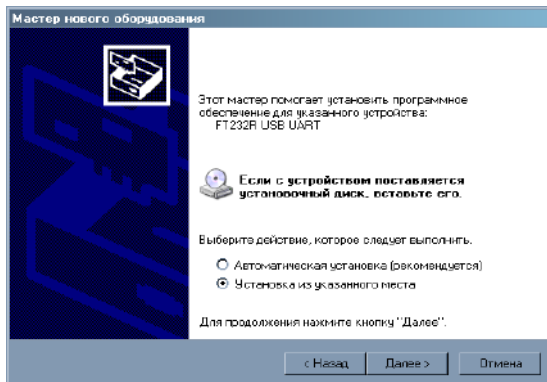 Мастер нового оборудования
Этот мастер помогает установить программное
обеспечение для указанного устройства:
FT232R USB UART
Если с устройством поставляется
установочный диск, вставьте его.
Выберите действие, которое следует выполнить.
Автоматическая установка (рекомендуется)
Установка из указанного места
Для продолжения нажмите кнопку "Далее".
< Назад
Далее >
Отмена